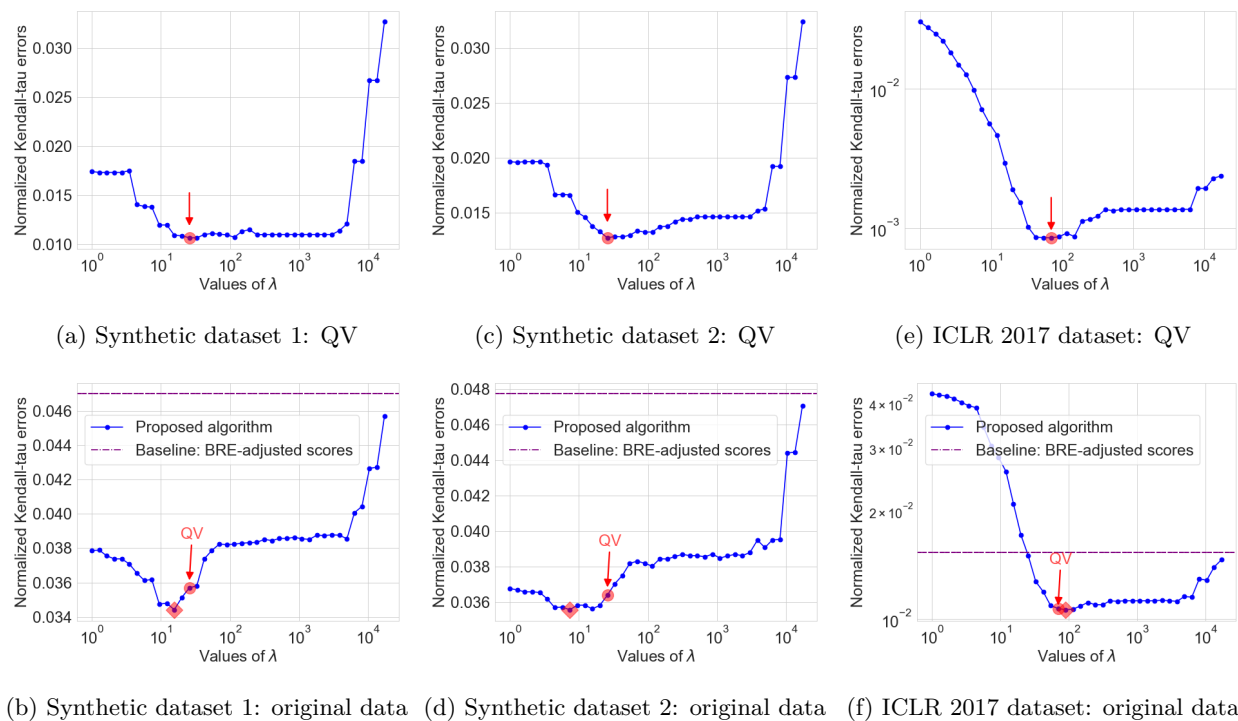 Normalized Kendall-tau errors
0.030
0.025
0.020
0.015
0.010
10^0 10^1 10^2 10^3 10^4
Values of λ
(a) Synthetic dataset 1: QV
Normalized Kendall-tau errors
0.030
0.025
0.020
0.015
10^0 10^1 10^2 10^3 10^4
Values of λ
(c) Synthetic dataset 2: QV
Normalized Kendall-tau errors
10^−2
10^−3
10^0 10^1 10^2 10^3 10^4
Values of λ
(e) ICLR 2017 dataset: QV
Normalized Kendall-tau errors
0.046
0.044
0.042
0.040
0.038
0.036
0.034
Proposed algorithm
Baseline: BRE-adjusted scores
QV
10^0 10^1 10^2 10^3 10^4
Values of λ
(b) Synthetic dataset 1: original data
Normalized Kendall-tau errors
0.048
0.046
0.044
0.042
0.040
0.038
0.036
Proposed algorithm
Baseline: BRE-adjusted scores
QV
10^0 10^1 10^2 10^3 10^4
Values of λ
(d) Synthetic dataset 2: original data
Normalized Kendall-tau errors
4 × 10^−2
3 × 10^−2
2 × 10^−2
10^−2
Proposed algorithm
Baseline: BRE-adjusted scores
QV
10^0 10^1 10^2 10^3 10^4
Values of λ
(f) ICLR 2017 dataset: original data